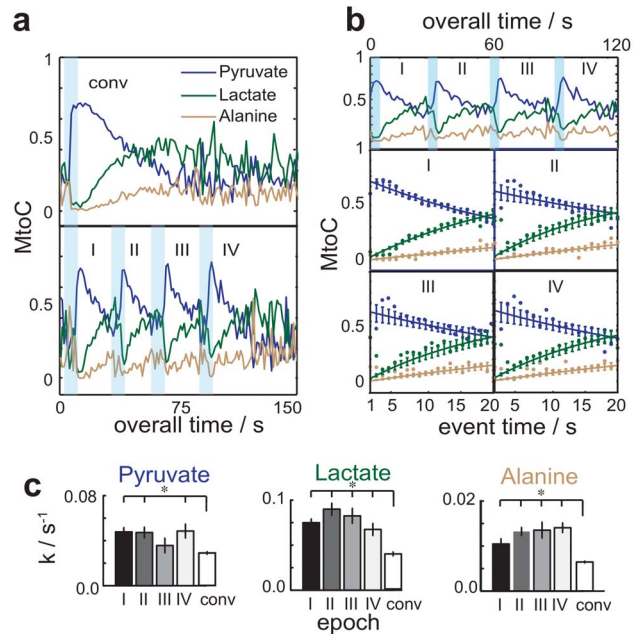 a
conv
Pyruvate
Lactate
Alanine
1
0.5
0
MtoC
I II III IV
0.5
0
0 75 150
overall time / s
b
overall time / s
0 60 120
1
0.5
I II III IV
1
MtoC
I II
0.5
0
III IV
0.5
0
1 5 10 15 20 5 10 15 20
event time / s
c
Pyruvate
0.08
k / s⁻¹
0.0
*
I II III IV conv
Lactate
0.1
0.0
*
I II III IV conv
epoch
Alanine
0.02
0.0
*
I II III IV conv